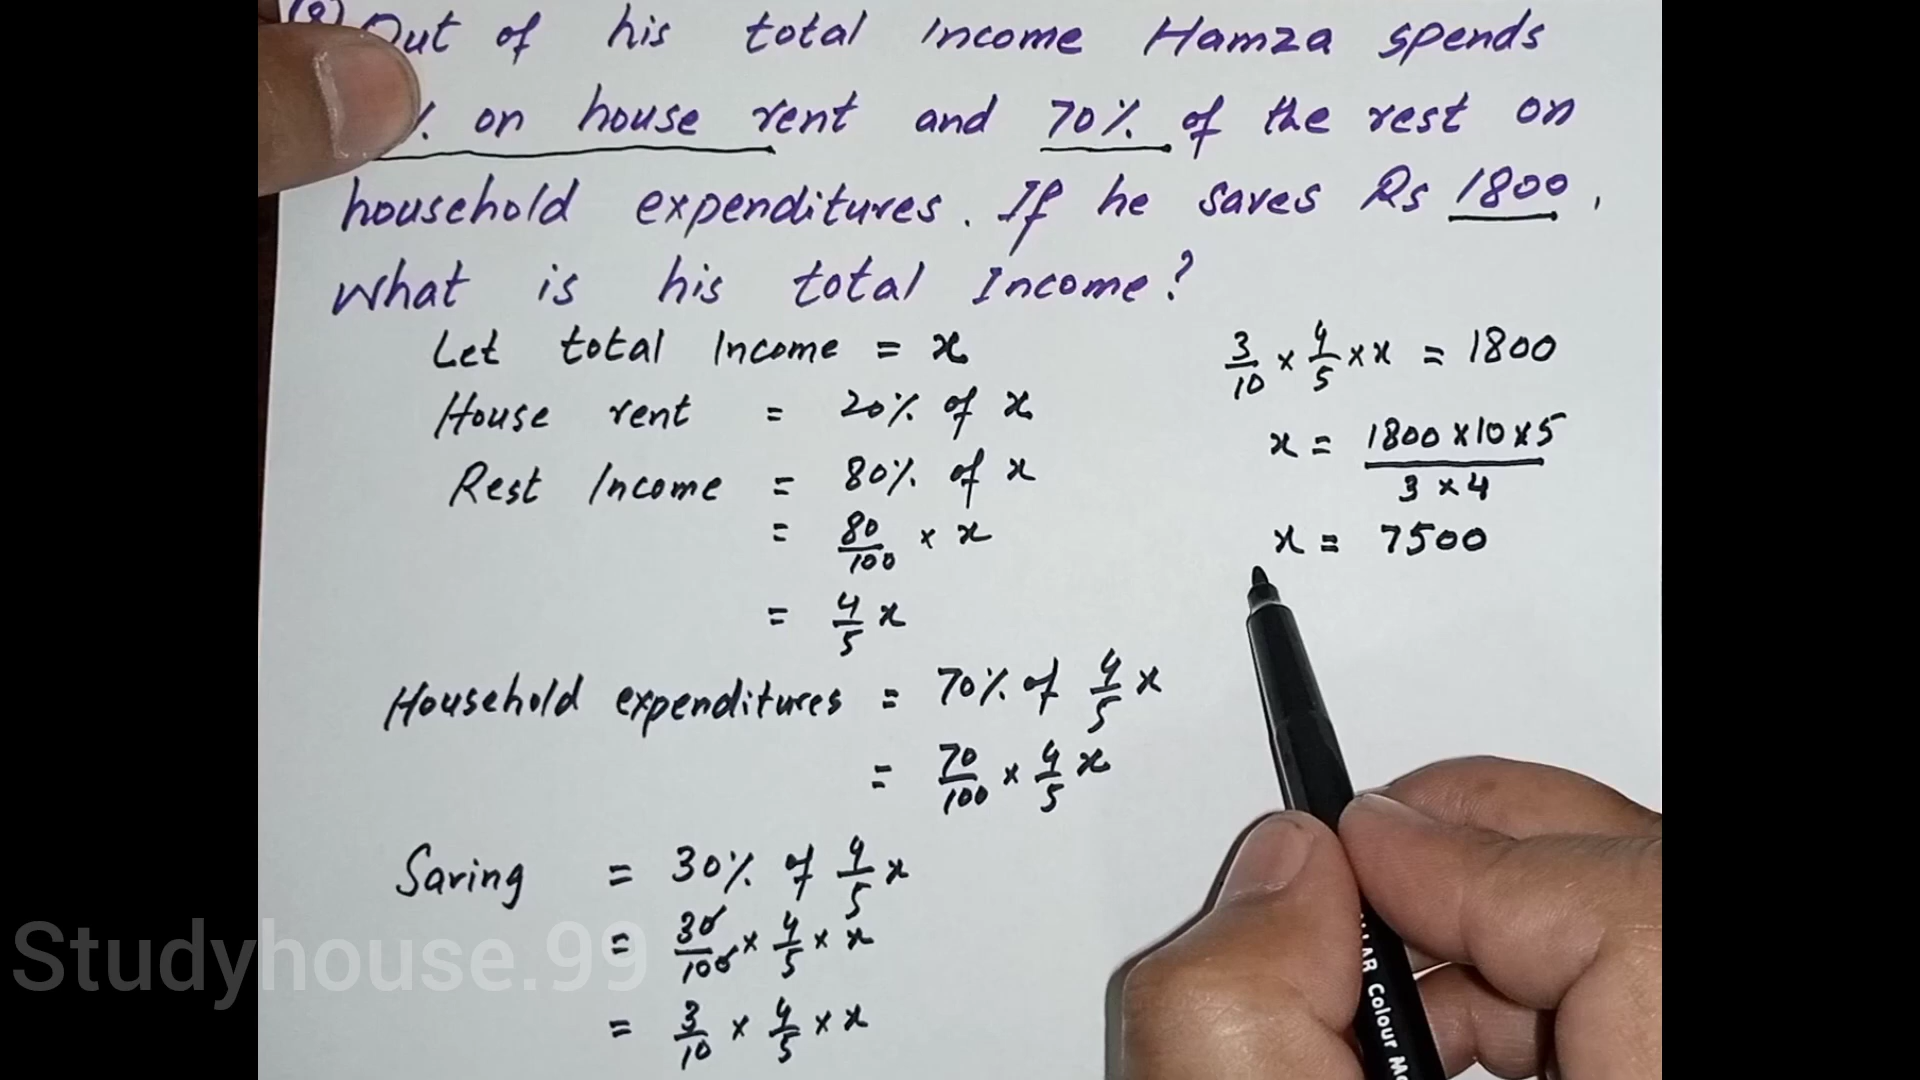 (8) Out of his total Income Hamza spends
% on house rent and 70% of the rest on
household expenditures. If he saves Rs 1800,
what is his total Income?
Let total Income = x
House rent = 20% of x
Rest Income = 80% of x
= 80/100 × x
= 4/5 x
Household expenditures = 70% of 4/5 x
= 70/100 × 4/5 x
Saving = 30% of 4/5 x
= 30/100 × 4/5 × x
= 3/10 × 4/5 × x
3/10 × 4/5 × x = 1800
x = 1800 × 10 × 5 / 3 × 4
x = 7500
Studyhouse.99
Colour